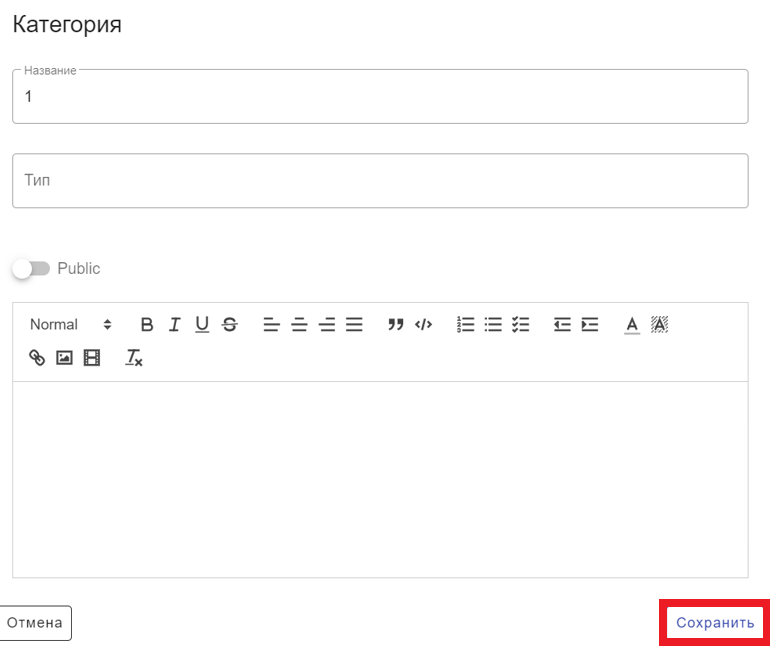 Категория
Название
1
Тип
Public
Normal
Отмена Сохранить